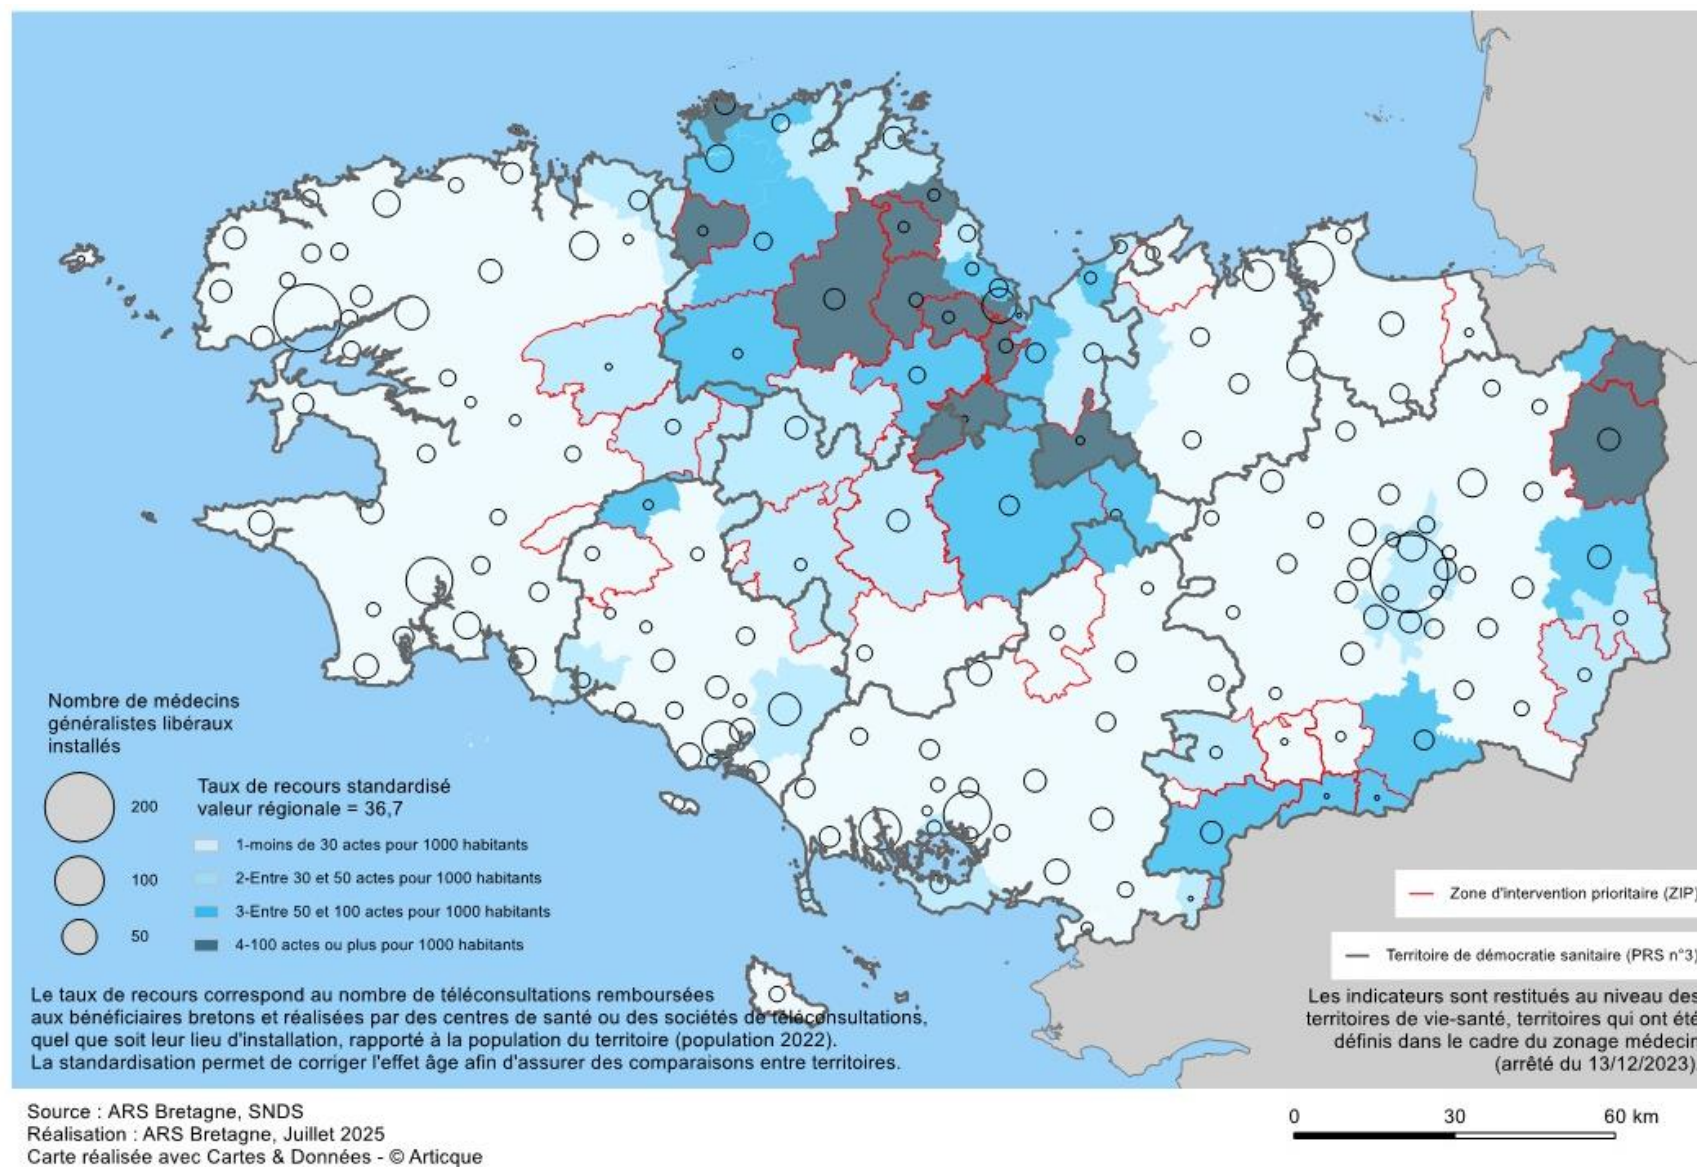 Nombre de médecins
généralistes libéraux
installés
200
100
50
Taux de recours standardisé
valeur régionale = 36,7
1-moins de 30 actes pour 1000 habitants
2-Entre 30 et 50 actes pour 1000 habitants
3-Entre 50 et 100 actes pour 1000 habitants
4-100 actes ou plus pour 1000 habitants
Zone d'intervention prioritaire (ZIP)
Territoire de démocratie sanitaire (PRS n°3)
Le taux de recours correspond au nombre de téléconsultations remboursées
aux bénéficiaires bretons et réalisées par des centres de santé ou des sociétés de téléconsultations,
quel que soit leur lieu d'installation, rapporté à la population du territoire (population 2022).
La standardisation permet de corriger l'effet âge afin d'assurer des comparaisons entre territoires.
Les indicateurs sont restitués au niveau des
territoires de vie-santé, territoires qui ont été
définis dans le cadre du zonage médecin
(arrêté du 13/12/2023)
Source : ARS Bretagne, SNDS
Réalisation : ARS Bretagne, Juillet 2025
Carte réalisée avec Cartes & Données - © Articque
0 30 60 km